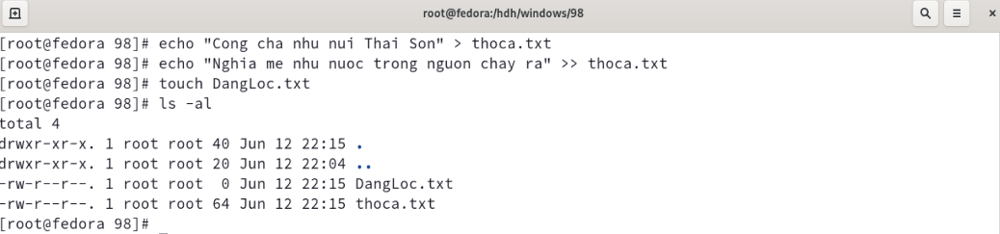 root@fedora:/hdh/windows/98
[root@fedora 98]# echo "Cong cha nhu nui Thai Son" > thoca.txt
[root@fedora 98]# echo "Nghia me nhu nuoc trong nguon chay ra" >> thoca.txt
[root@fedora 98]# touch DangLoc.txt
[root@fedora 98]# ls -al
total 4
drwxr-xr-x. 1 root root 40 Jun 12 22:15 .
drwxr-xr-x. 1 root root 20 Jun 12 22:04 ..
-rw-r--r--. 1 root root  0 Jun 12 22:15 DangLoc.txt
-rw-r--r--. 1 root root 64 Jun 12 22:15 thoca.txt
[root@fedora 98]#